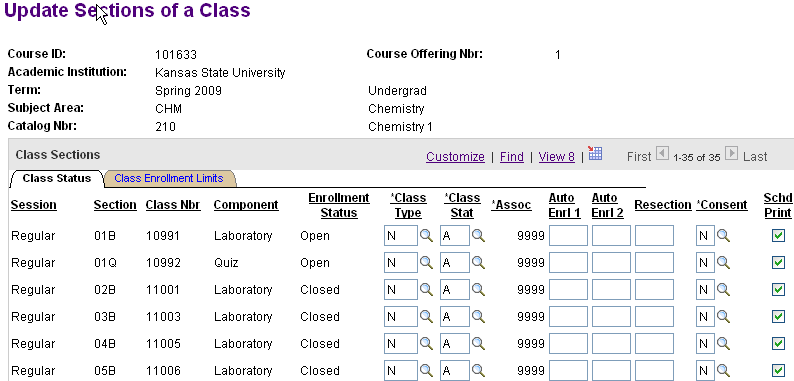 Update Sections of a Class
Course ID: 101633 Course Offering Nbr: 1
Academic Institution: Kansas State University
Term: Spring 2009 Undergrad
Subject Area: CHM Chemistry
Catalog Nbr: 210 Chemistry 1
Class Sections Customize | Find | View 8 | First 1-35 of 35 Last
Class Status Class Enrollment Limits
Session Section Class Nbr Component Enrollment Status *Class Type *Class Stat *Assoc Auto Enrl 1 Auto Enrl 2 Resection *Consent Schd Print
Regular 01B 10991 Laboratory Open N A 9999 N
Regular 01Q 10992 Quiz Open N A 9999 N
Regular 02B 11001 Laboratory Closed N A 9999 N
Regular 03B 11003 Laboratory Closed N A 9999 N
Regular 04B 11005 Laboratory Closed N A 9999 N
Regular 05B 11006 Laboratory Closed N A 9999 N